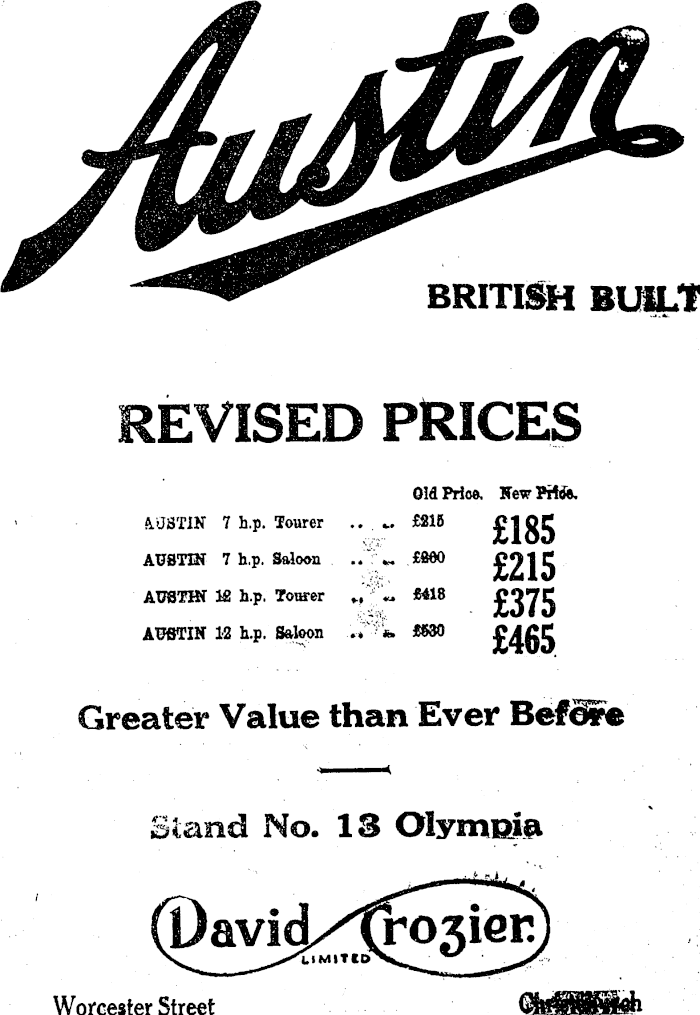 Austin
BRITISH BUILT
REVISED PRICES
Old Price. New Price.
AUSTIN 7 h.p. Tourer .. .. £215 £185
AUSTIN 7 h.p. Saloon .. .. £260 £215
AUSTIN 12 h.p. Tourer .. .. £418 £375
AUSTIN 12 h.p. Saloon .. .. £530 £465
Greater Value than Ever Before
Stand No. 13 Olympia
David Crozier
LIMITED
Worcester Street Christchurch